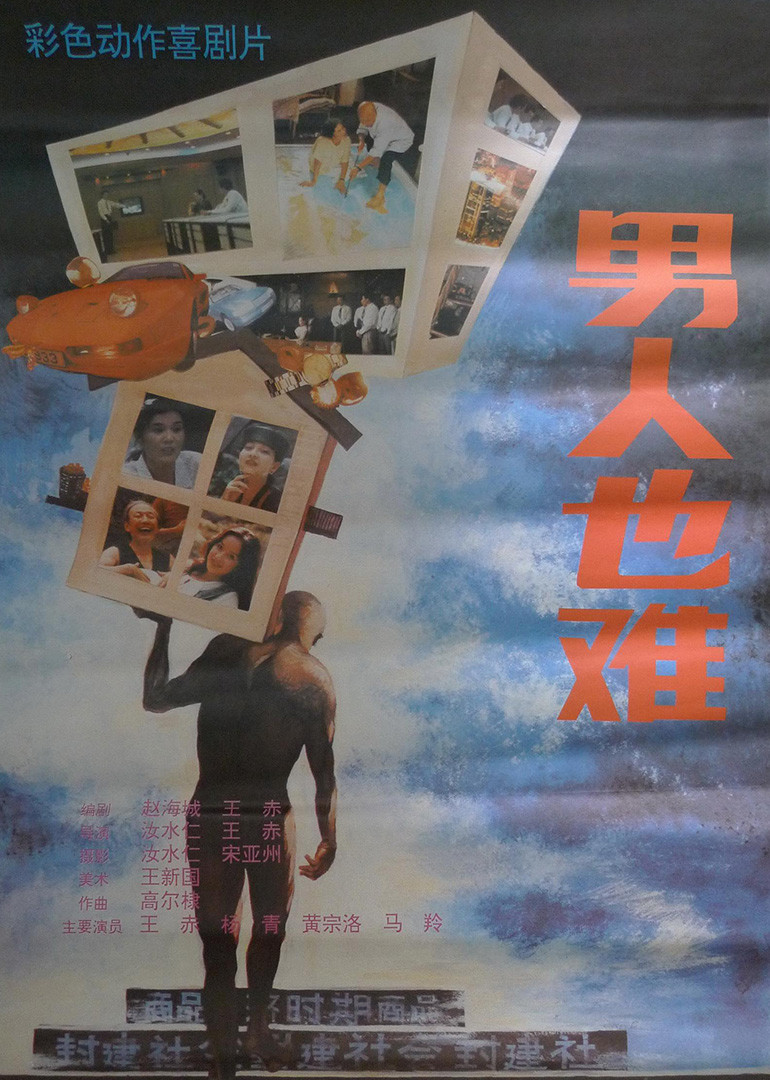 彩色动作喜剧片
男人也难
333
编剧 赵海城 王赤
导演 汝水仁 王赤
摄影 汝水仁 宋亚州
美术 王新国
作曲 高尔棣
主要演员 王赤 杨青 黄宗洛 马羚
商品 时期商品
封建社会 建社会封建社